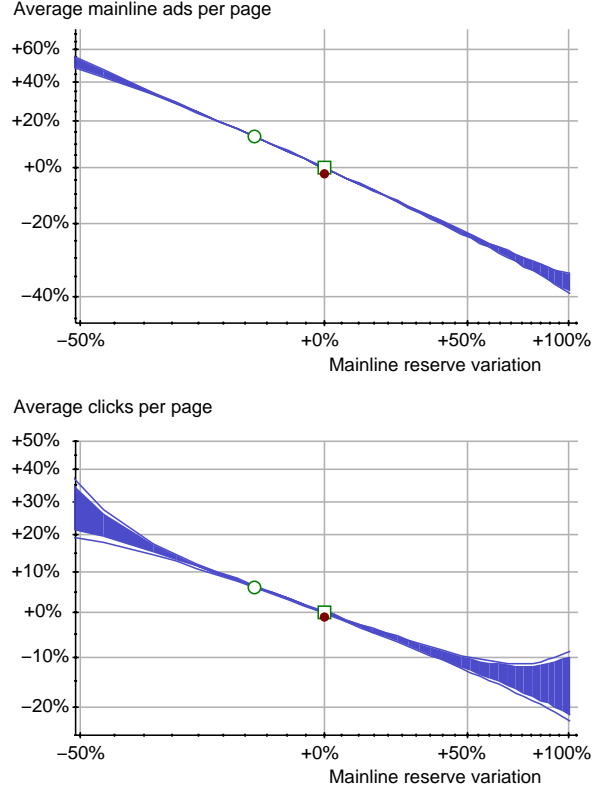 Average mainline ads per page
+60%
+40%
+20%
+0%
−20%
−40%
−50% +0% +50% +100%
Mainline reserve variation
Average clicks per page
+50%
+40%
+30%
+20%
+10%
+0%
−10%
−20%
−50% +0% +50% +100%
Mainline reserve variation